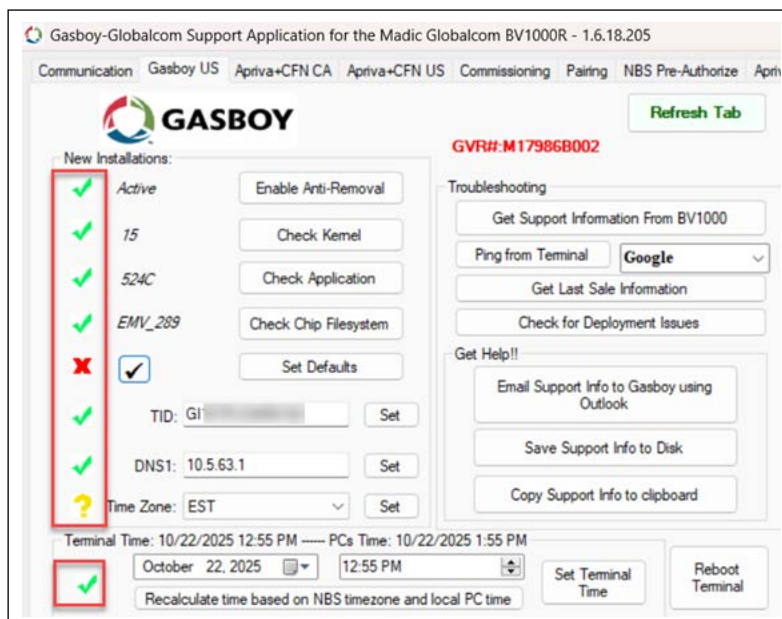 Gasboy-Globalcom Support Application for the Madic Globalcom BV1000R - 1.6.18.205
Communication Gasboy US Apriva+CFN CA Apriva+CFN US Commissioning Pairing NBS Pre-Authorize
GASBOY
Refresh Tab
GVR#:M17986B002
New Installations:
Active Enable Anti-Removal
15 Check Kernel
524C Check Application
EMV_289 Check Chip Filesystem
Set Defaults
TID: GI Set
DNS1: 10.5.63.1 Set
Time Zone: EST Set
Troubleshooting
Get Support Information From BV1000
Ping from Terminal Google
Get Last Sale Information
Check for Deployment Issues
Get Help!!
Email Support Info to Gasboy using
Outlook
Save Support Info to Disk
Copy Support Info to clipboard
Terminal Time: 10/22/2025 12:55 PM ----- PCs Time: 10/22/2025 1:55 PM
October 22, 2025 12:55 PM
Recalculate time based on NBS timezone and local PC time
Set Terminal
Time
Reboot
Terminal